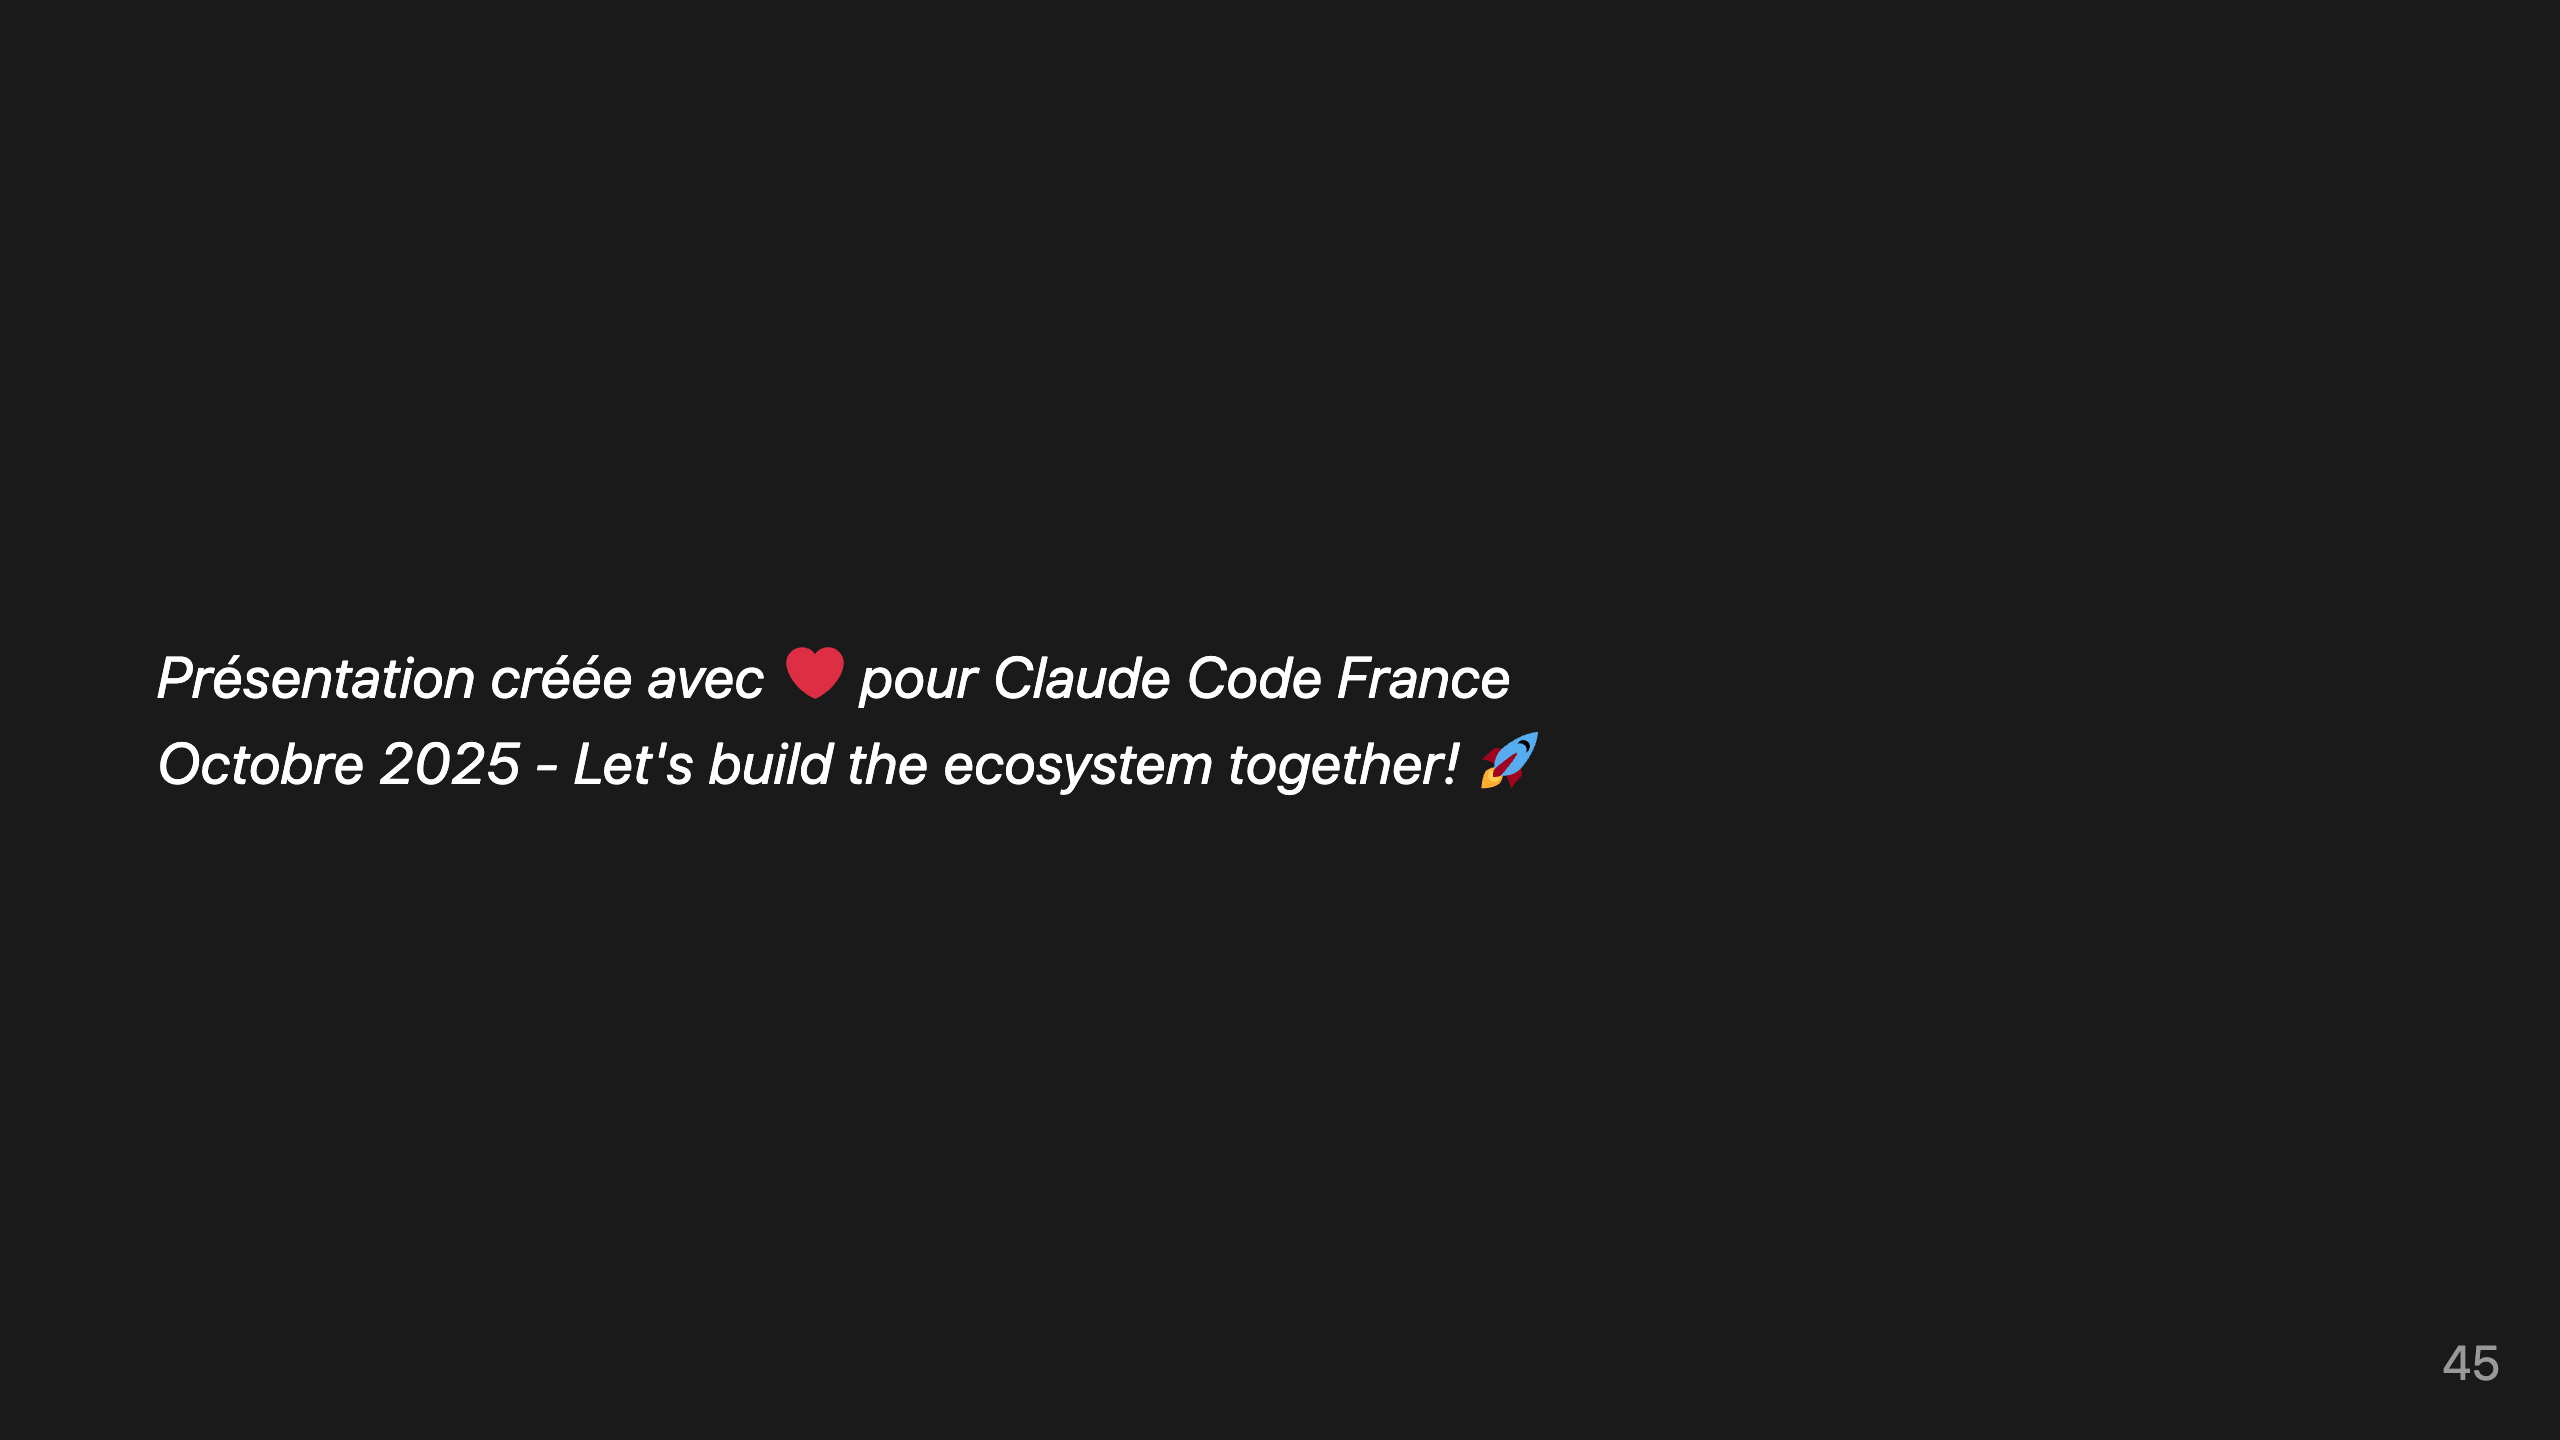 Présentation créée avec ❤️ pour Claude Code France
Octobre 2025 - Let's build the ecosystem together! 🚀
45